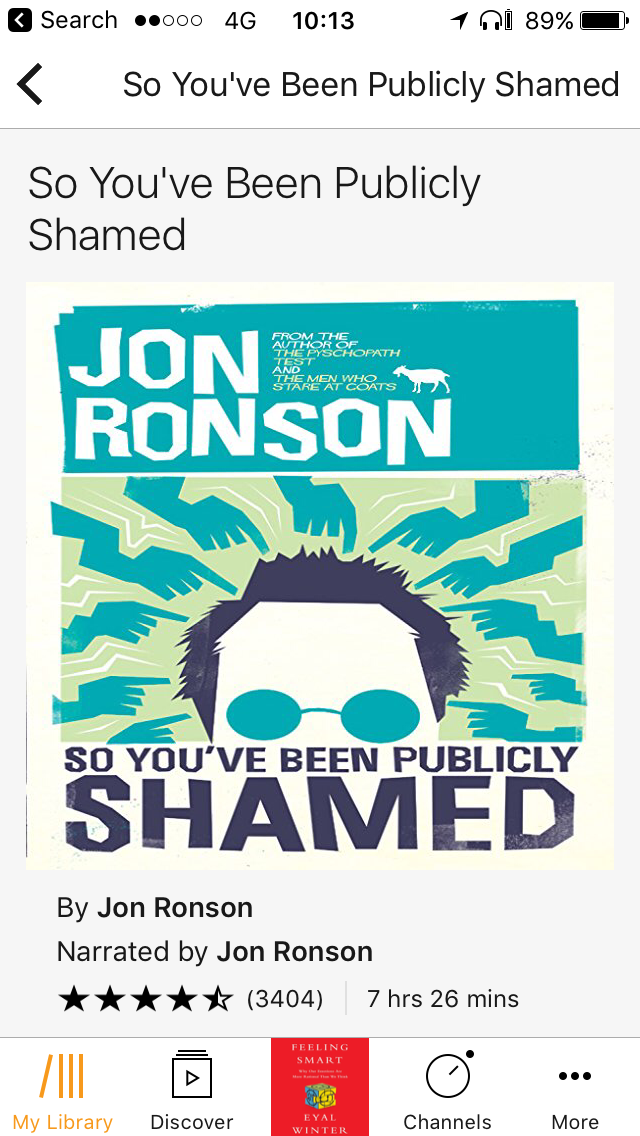 Search 4G 10:13 89%
So You've Been Publicly Shamed
So You've Been Publicly
Shamed
JON
RONSON
FROM THE
AUTHOR OF
THE PYSCHOPATH
TEST
AND
THE MEN WHO
STARE AT GOATS
SO YOU'VE BEEN PUBLICLY
SHAMED
By Jon Ronson
Narrated by Jon Ronson
(3404) 7 hrs 26 mins
FEELING
SMART
EYAL
WINTER
My Library Discover Channels More